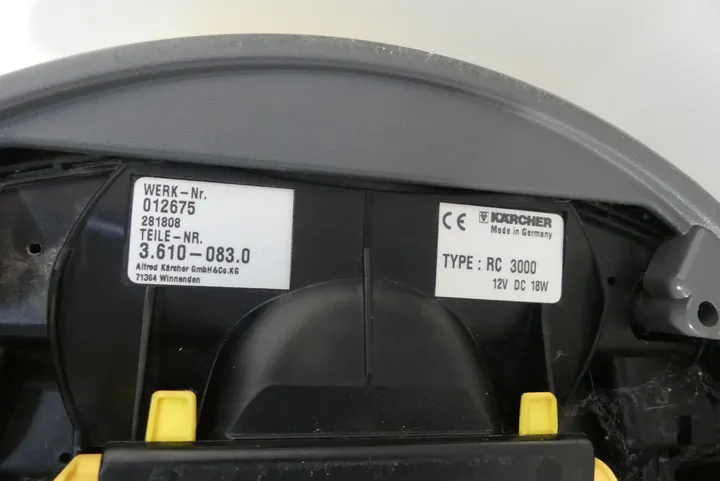 WERK-Nr.
012675
281808
TEILE-NR.
3.610-083.0
Alfred Kärcher GmbH&Co.KG
71364 Winnenden
CE KÄRCHER
Made in Germany
TYPE: RC 3000
12V DC 18W